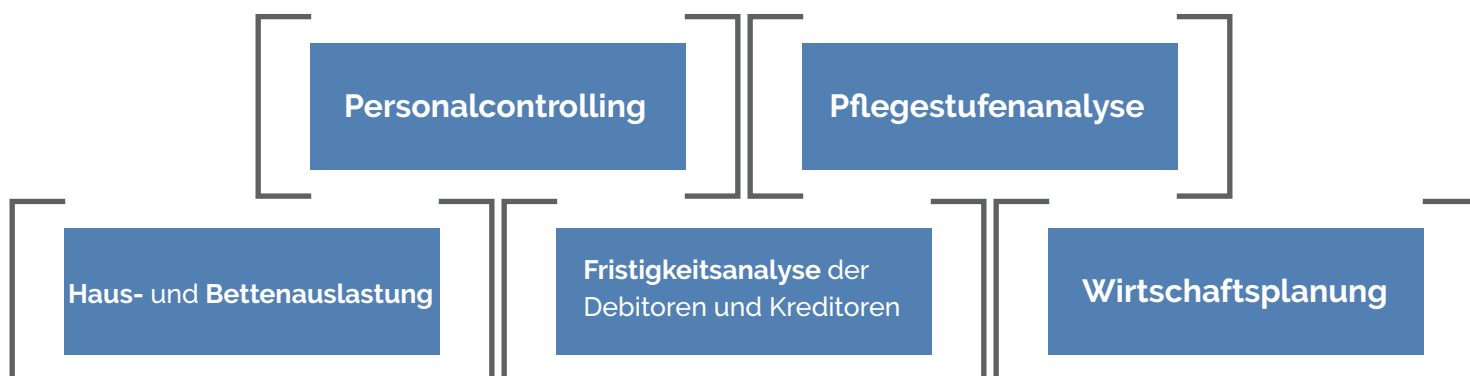 Personalcontrolling
Pflegestufenanalyse
Haus- und Bettenauslastung
Fristigkeitsanalyse der
Debitoren und Kreditoren
Wirtschaftsplanung